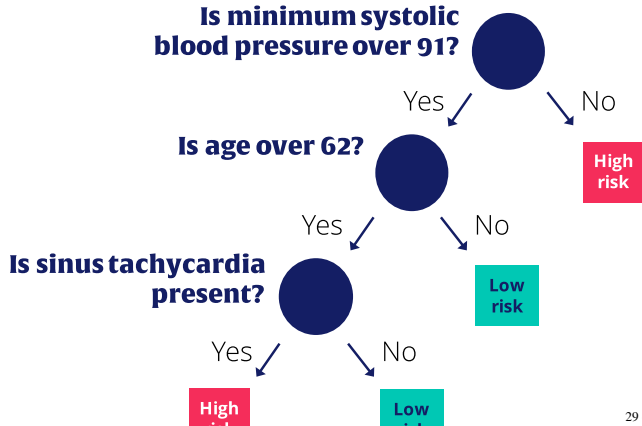 Is minimum systolic
blood pressure over 91?
Yes
No
Is age over 62?
High
risk
Yes
No
Is sinus tachycardia
present?
Low
risk
Yes
No
High
Low
29